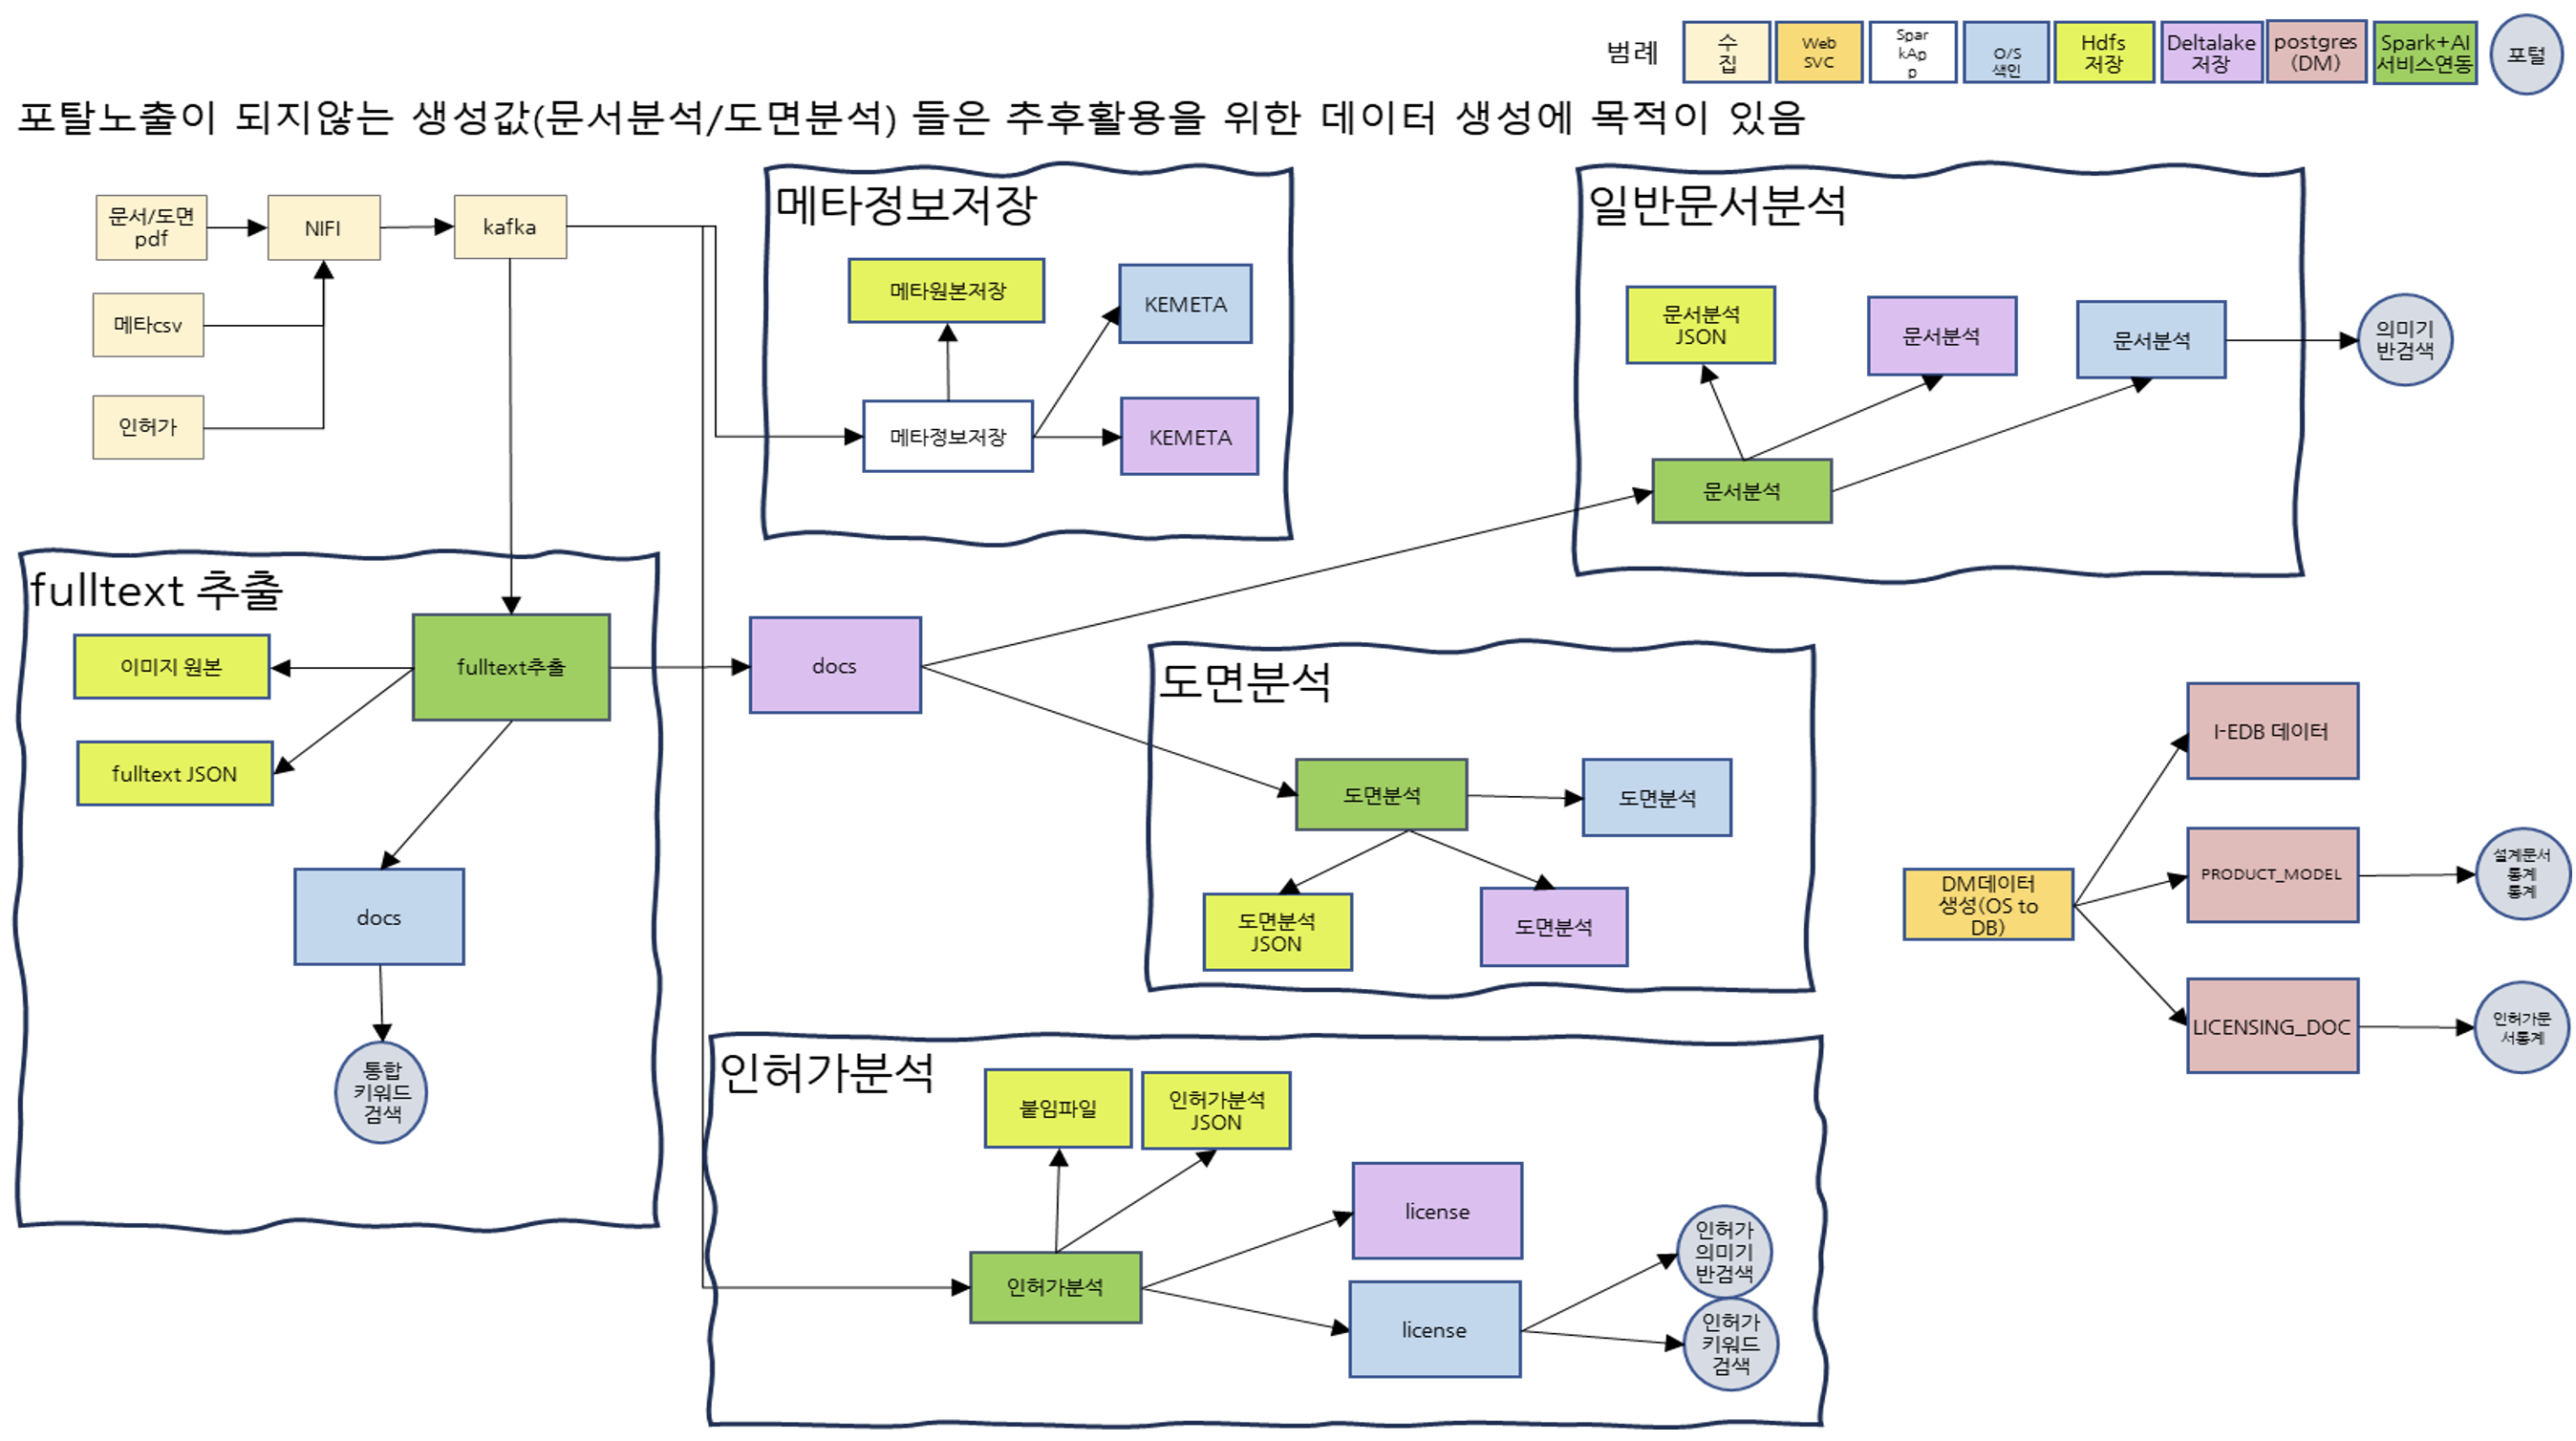 범례
수
집
Web
SVC
Spar
kAp
p
O/S
색인
Hdfs
저장
Deltalake
저장
postgres
(DM)
Spark+AI
서비스연동
포털
포탈노출이 되지않는 생성값(문서분석/도면분석) 들은 추후활용을 위한 데이터 생성에 목적이 있음
문서/도면
pdf
NIFI
kafka
메타csv
인허가
메타정보저장
메타원본저장
KEMETA
메타정보저장
KEMETA
일반문서분석
문서분석
JSON
문서분석
문서분석
의미기
반검색
문서분석
fulltext 추출
이미지 원본
fulltext추출
fulltext JSON
docs
통합
키워드
검색
docs
도면분석
도면분석
도면분석
도면분석
JSON
도면분석
I-EDB 데이터
DM데이터
생성(OS to
DB)
PRODUCT_MODEL
설계문서
통계
통계
LICENSING_DOC
인허가문
서통계
인허가분석
붙임파일
인허가분석
JSON
license
인허가분석
license
인허가
의미기
반검색
인허가
키워드
검색